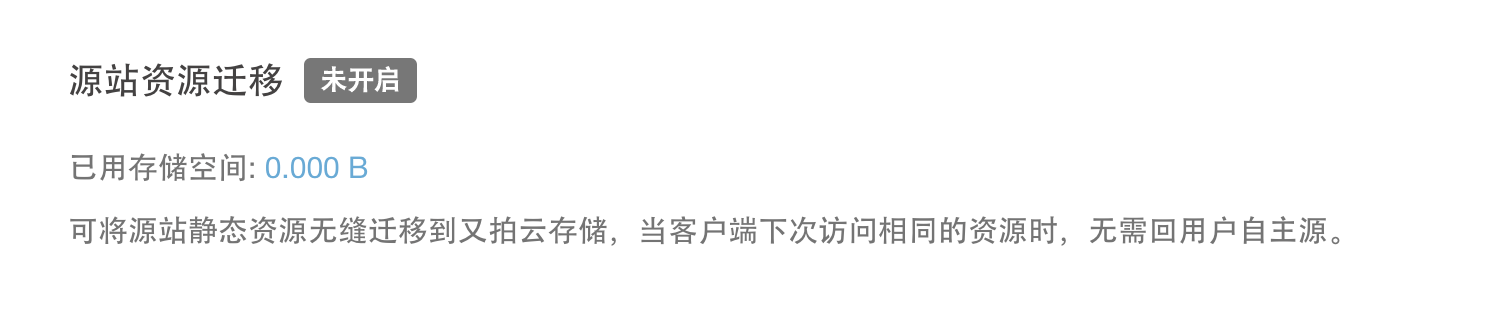 源站资源迁移 未开启
已用存储空间: 0.000 B
可将源站静态资源无缝迁移到又拍云存储，当客户端下次访问相同的资源时，无需回用户自主源。